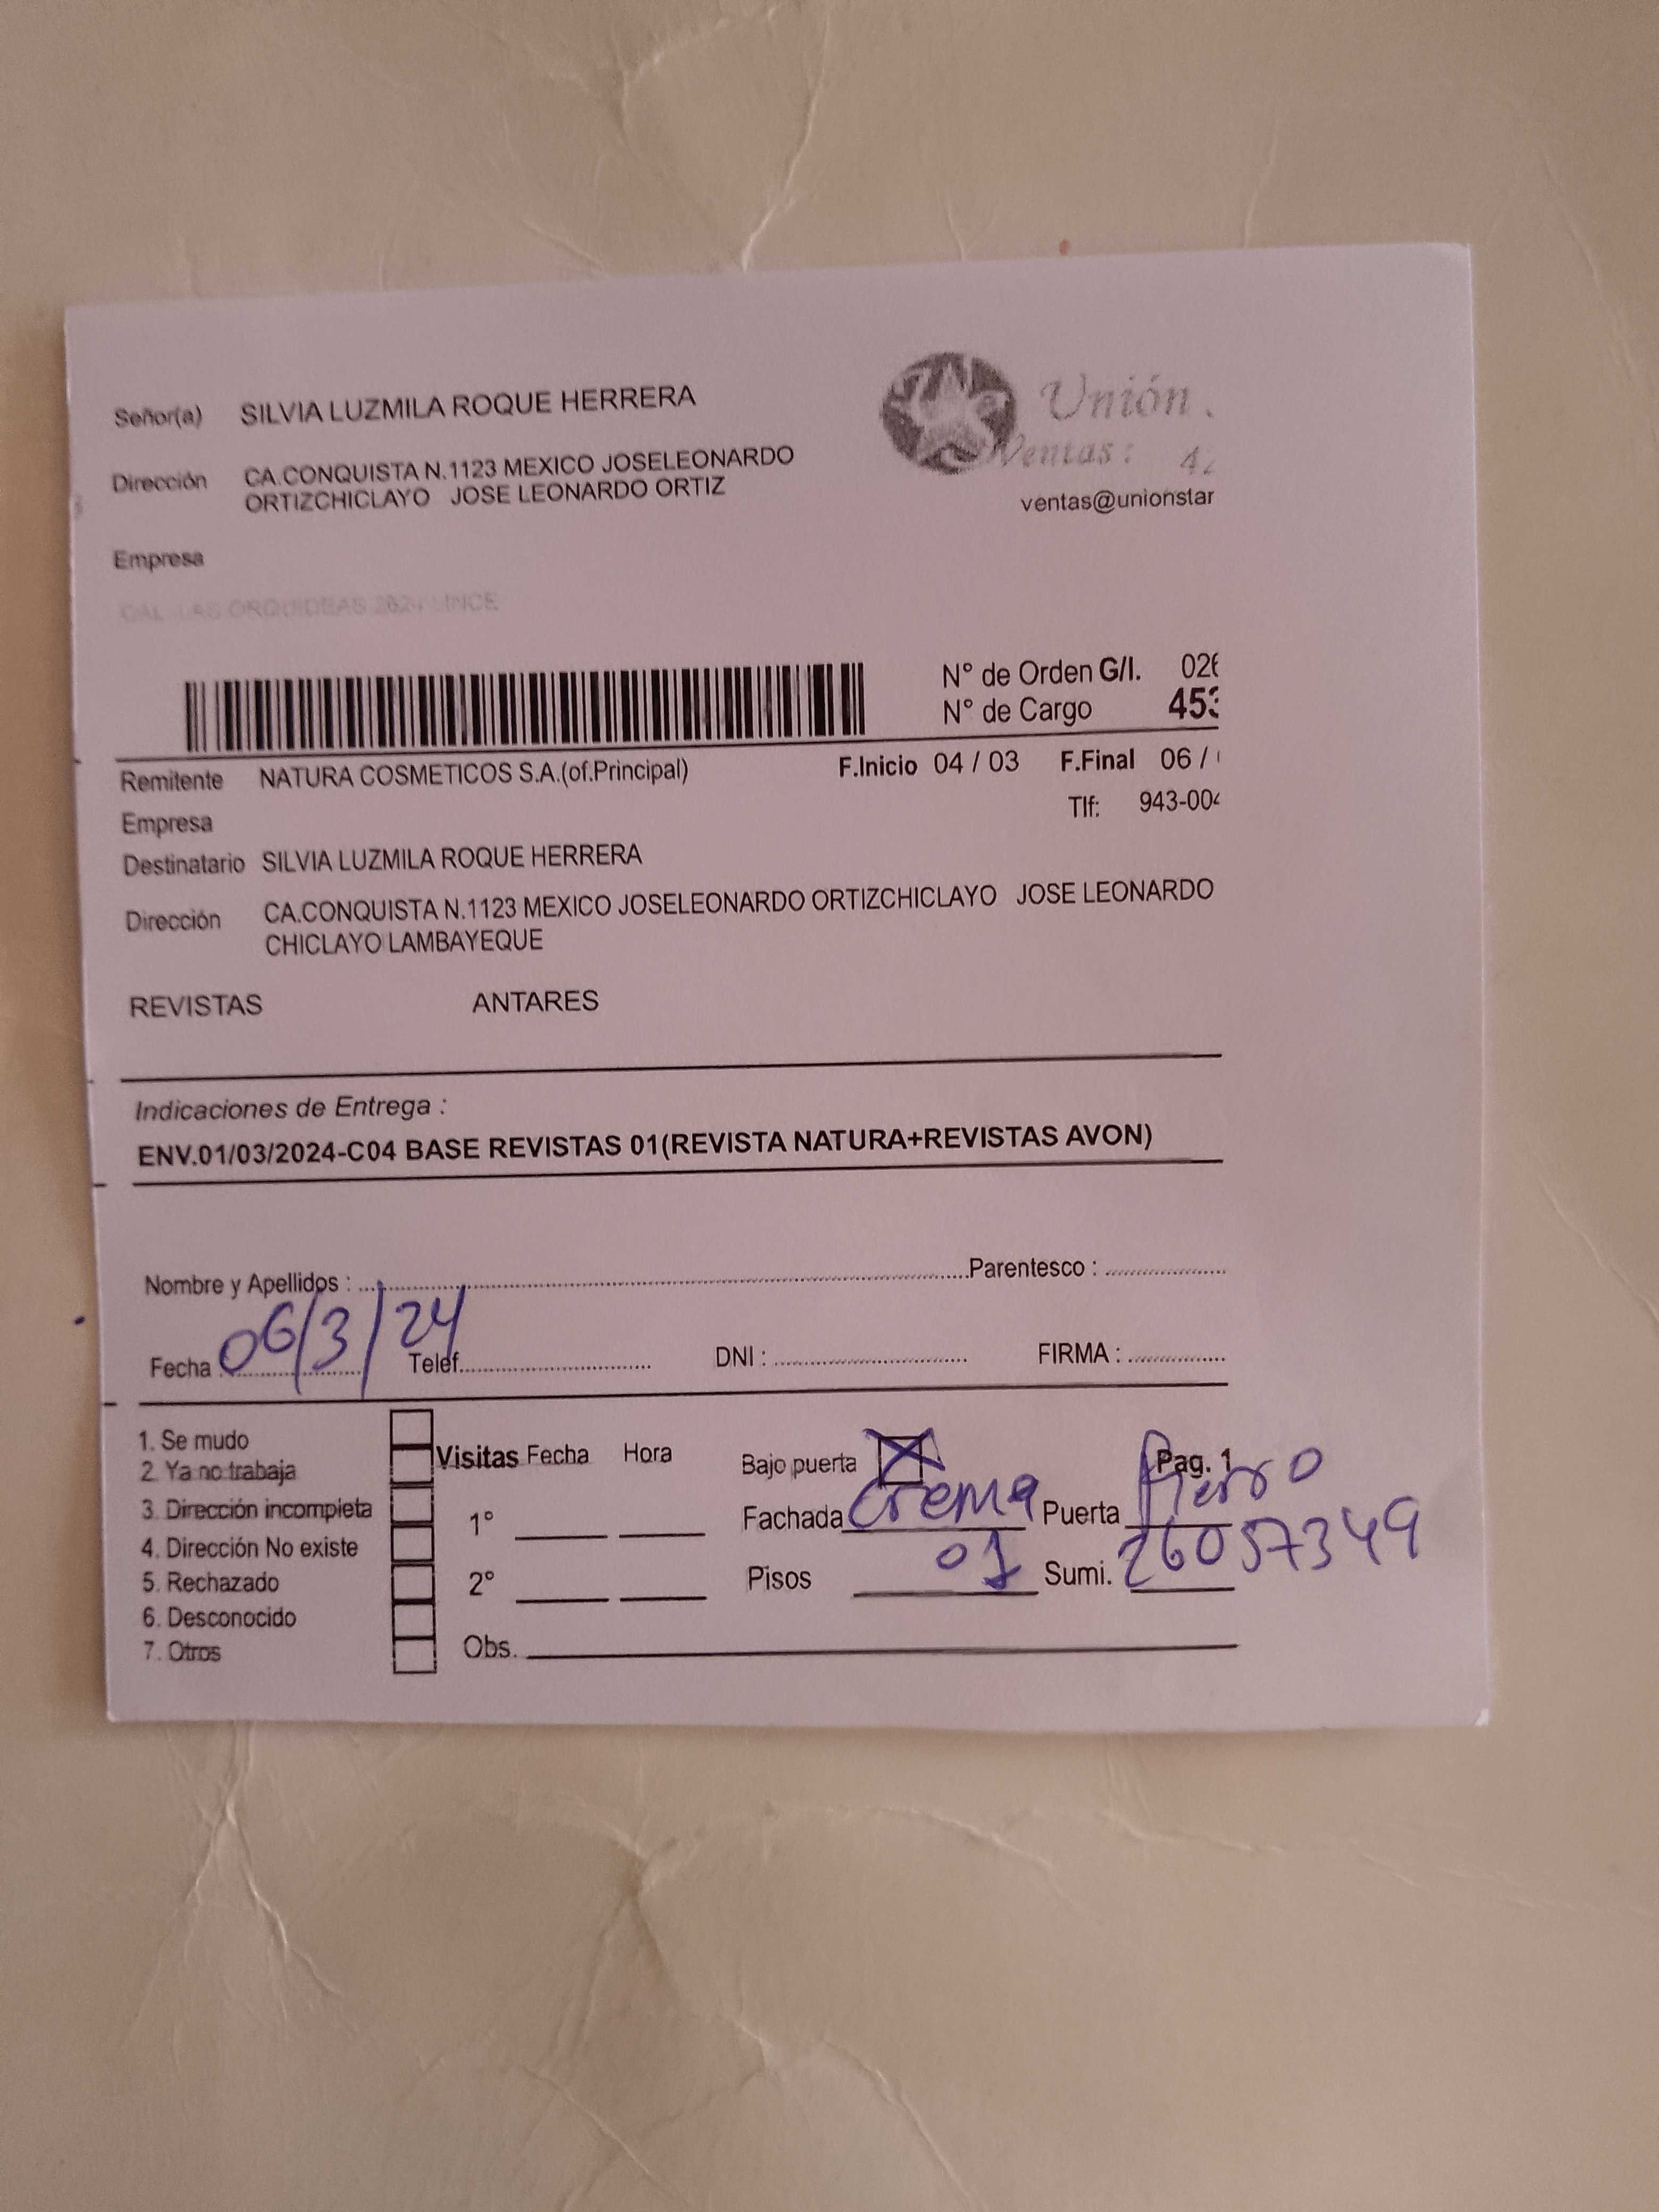 Señor(a) SILVIA LUZMILA ROQUE HERRERA
Unión
Ventas: 42
Dirección CA.CONQUISTA N.1123 MEXICO JOSELEONARDO
ORTIZCHICLAYO JOSE LEONARDO ORTIZ
ventas@unionstar
Empresa
CAL LAS ORQUIDEAS 2624 LINCE
N° de Orden G/I. 026
N° de Cargo 453
Remitente NATURA COSMETICOS S.A.(of.Principal) F.Inicio 04 / 03 F.Final 06 /
Tlf: 943-004
Empresa
Destinatario SILVIA LUZMILA ROQUE HERRERA
Dirección CA.CONQUISTA N.1123 MEXICO JOSELEONARDO ORTIZCHICLAYO JOSE LEONARDO
CHICLAYO LAMBAYEQUE
REVISTAS ANTARES
Indicaciones de Entrega :
ENV.01/03/2024-C04 BASE REVISTAS 01(REVISTA NATURA+REVISTAS AVON)
Nombre y Apellidos : Parentesco :
Fecha 06/3/24 Telef. DNI : FIRMA :
1. Se mudo
2. Ya no trabaja
3. Dirección incompleta
4. Dirección No existe
5. Rechazado
6. Desconocido
7. Otros
Visitas Fecha Hora
1°
2°
Bajo puerta X Pag. 1
Fachada Crema Puerta Fierro
Pisos 01 Sumi. 26057349
Obs.